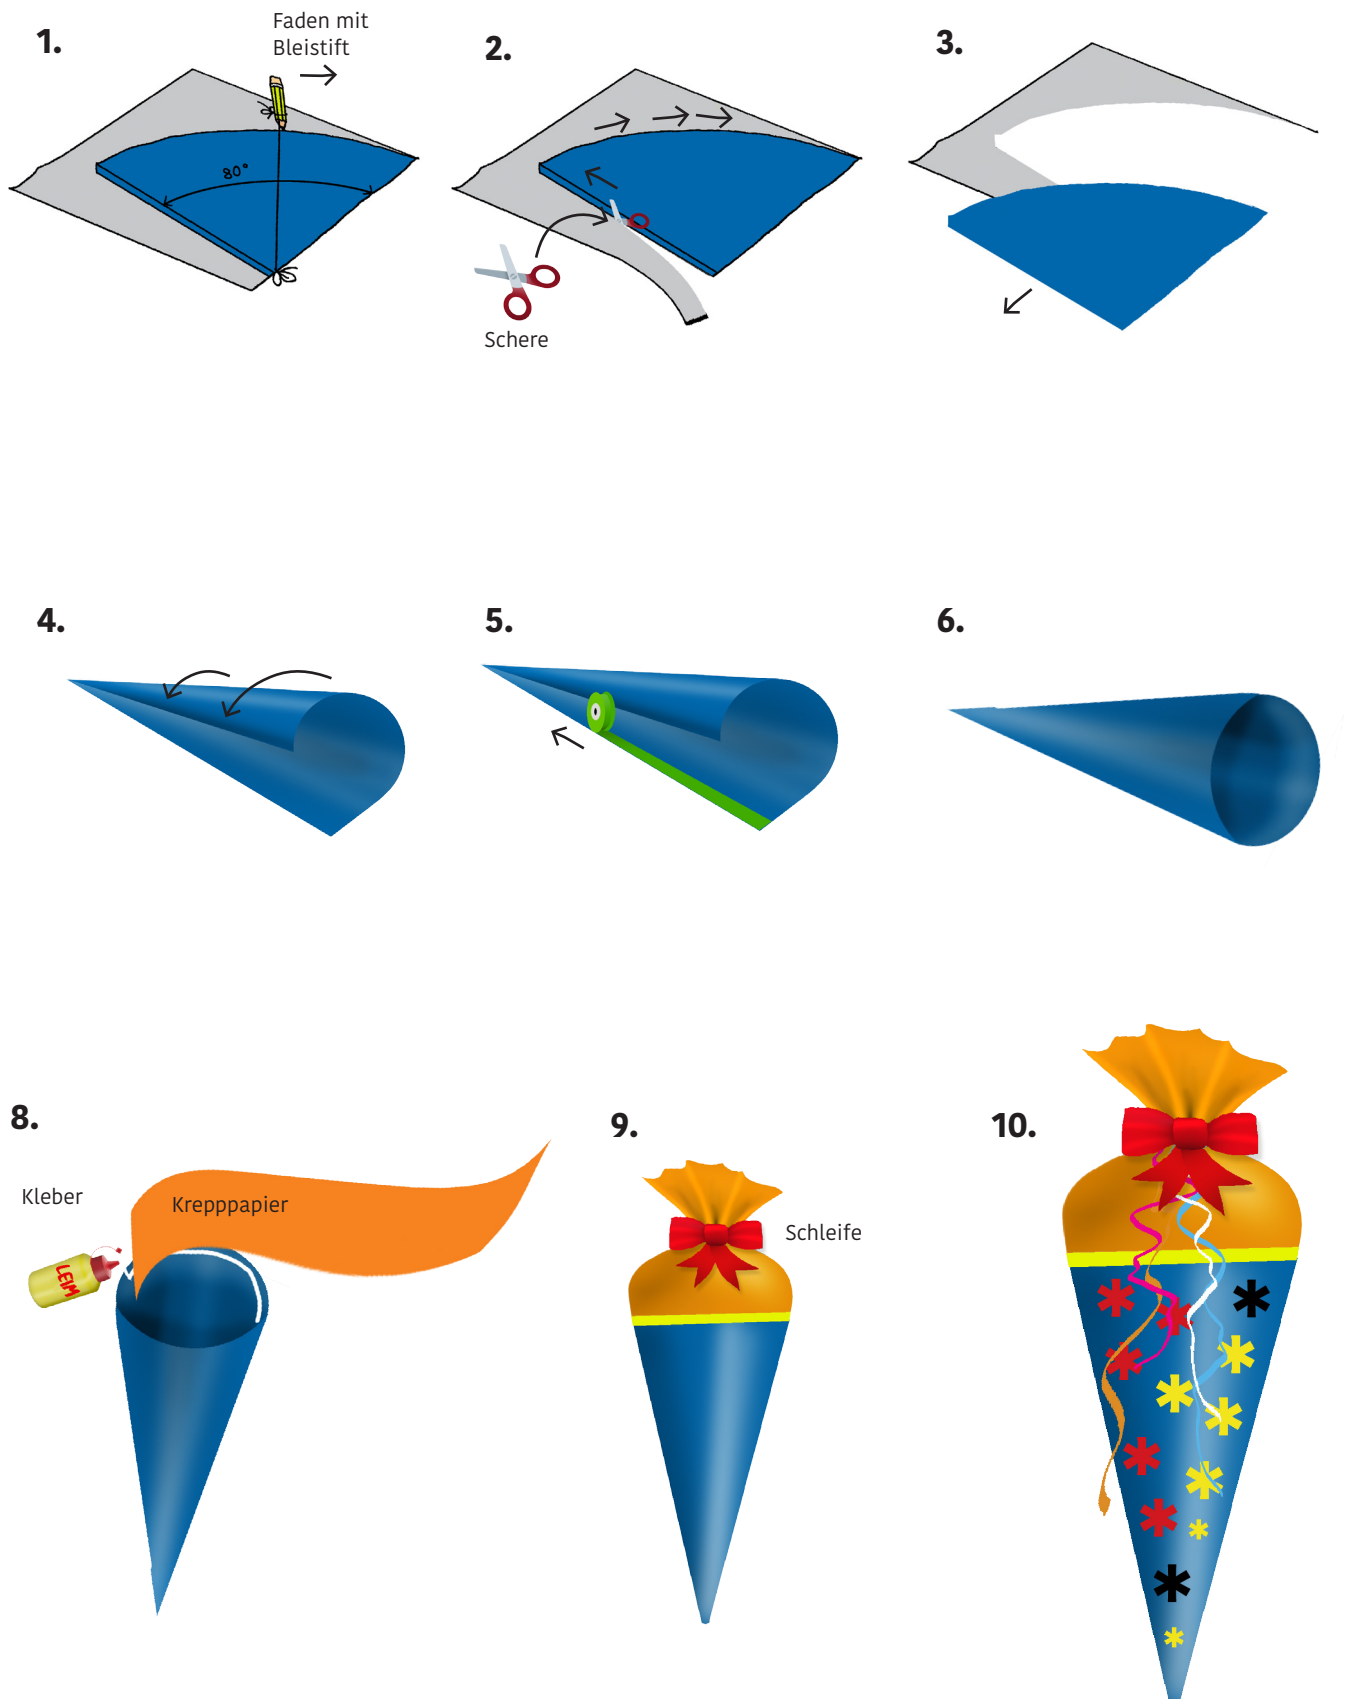 1.
Faden mit
Bleistift
80°
2.
Schere
3.
4.
5.
6.
8.
Kleber
Krepppapier
LEIM
9.
Schleife
10.